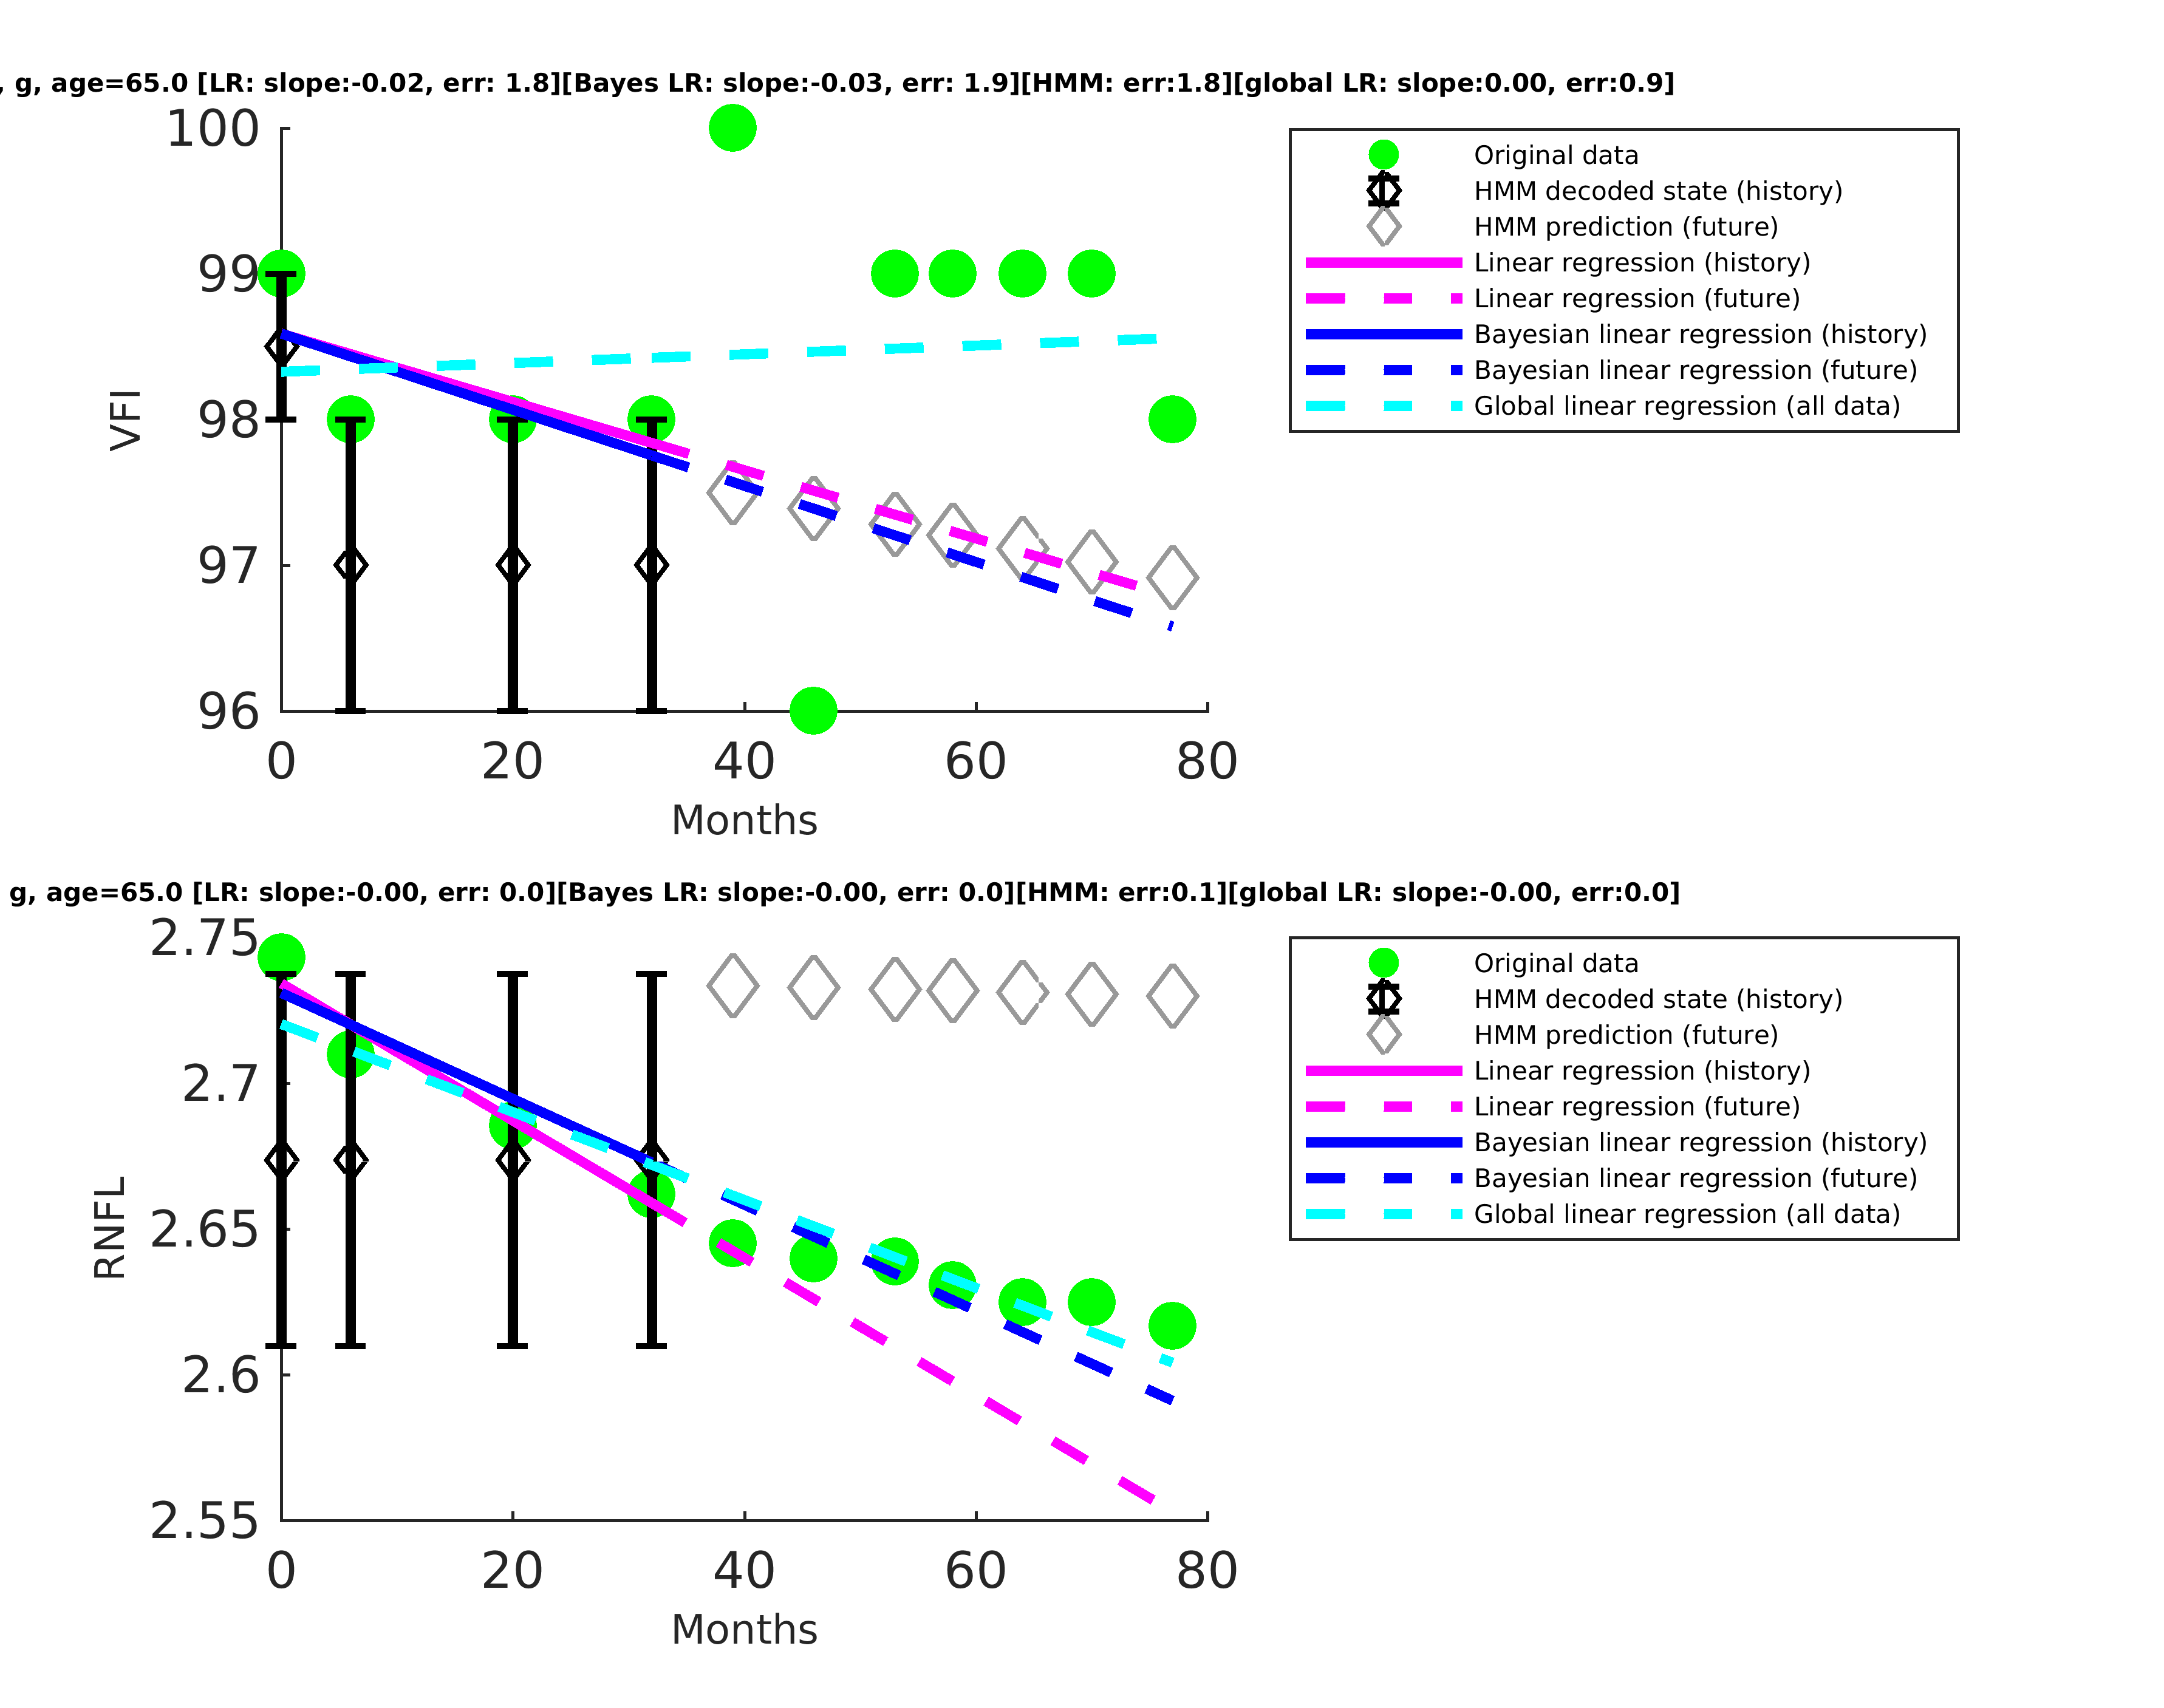 , g, age=65.0 [LR: slope:-0.02, err: 1.8][Bayes LR: slope:-0.03, err: 1.9][HMM: err:1.8][global LR: slope:0.00, err:0.9]
100
99
98
97
96
VFI
0 20 40 60 80
Months
Original data
HMM decoded state (history)
HMM prediction (future)
Linear regression (history)
Linear regression (future)
Bayesian linear regression (history)
Bayesian linear regression (future)
Global linear regression (all data)
g, age=65.0 [LR: slope:-0.00, err: 0.0][Bayes LR: slope:-0.00, err: 0.0][HMM: err:0.1][global LR: slope:-0.00, err:0.0]
2.75
2.7
2.65
2.6
2.55
RNFL
0 20 40 60 80
Months
Original data
HMM decoded state (history)
HMM prediction (future)
Linear regression (history)
Linear regression (future)
Bayesian linear regression (history)
Bayesian linear regression (future)
Global linear regression (all data)